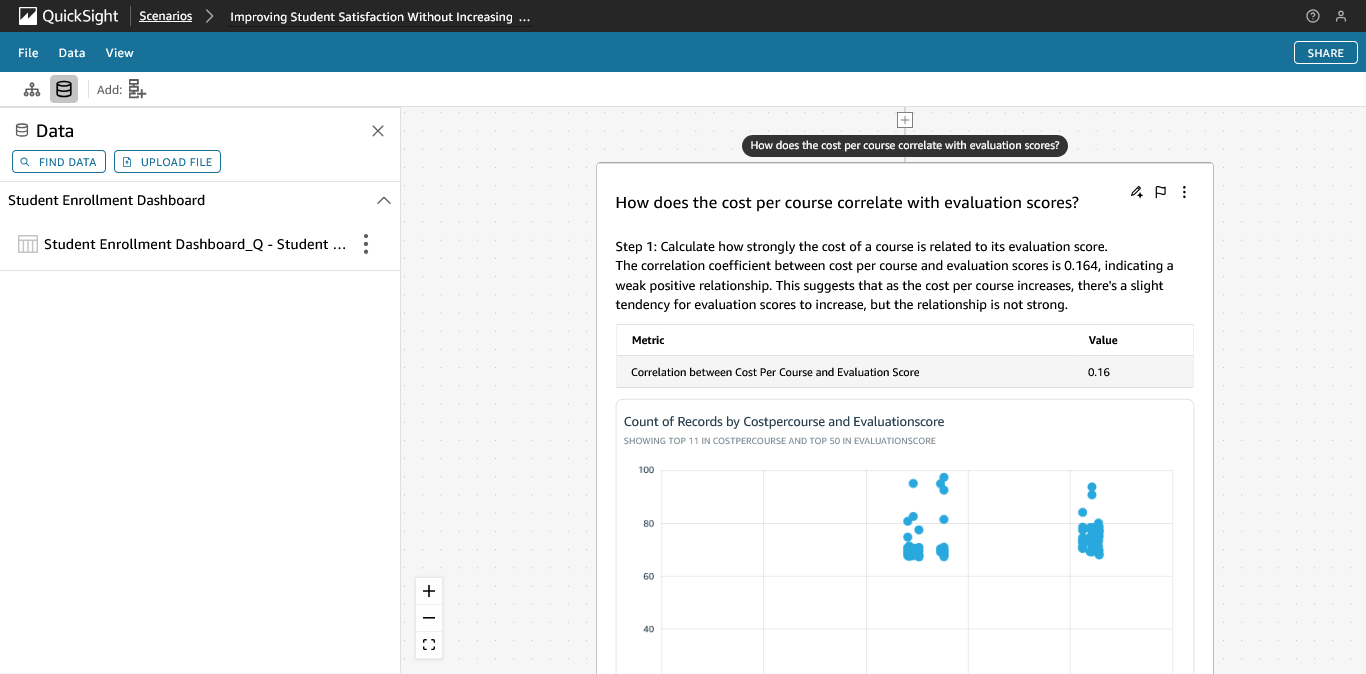 QuickSight
Scenarios
Improving Student Satisfaction Without Increasing ...
File
Data
View
SHARE
Add:
Data
FIND DATA
UPLOAD FILE
Student Enrollment Dashboard
Student Enrollment Dashboard_Q - Student ...
How does the cost per course correlate with evaluation scores?
How does the cost per course correlate with evaluation scores?
Step 1: Calculate how strongly the cost of a course is related to its evaluation score.
The correlation coefficient between cost per course and evaluation scores is 0.164, indicating a
weak positive relationship. This suggests that as the cost per course increases, there's a slight
tendency for evaluation scores to increase, but the relationship is not strong.
Metric
Value
Correlation between Cost Per Course and Evaluation Score
0.16
Count of Records by Costpercourse and Evaluationscore
SHOWING TOP 11 IN COSTPERCOURSE AND TOP 50 IN EVALUATIONSCORE
100
80
60
40